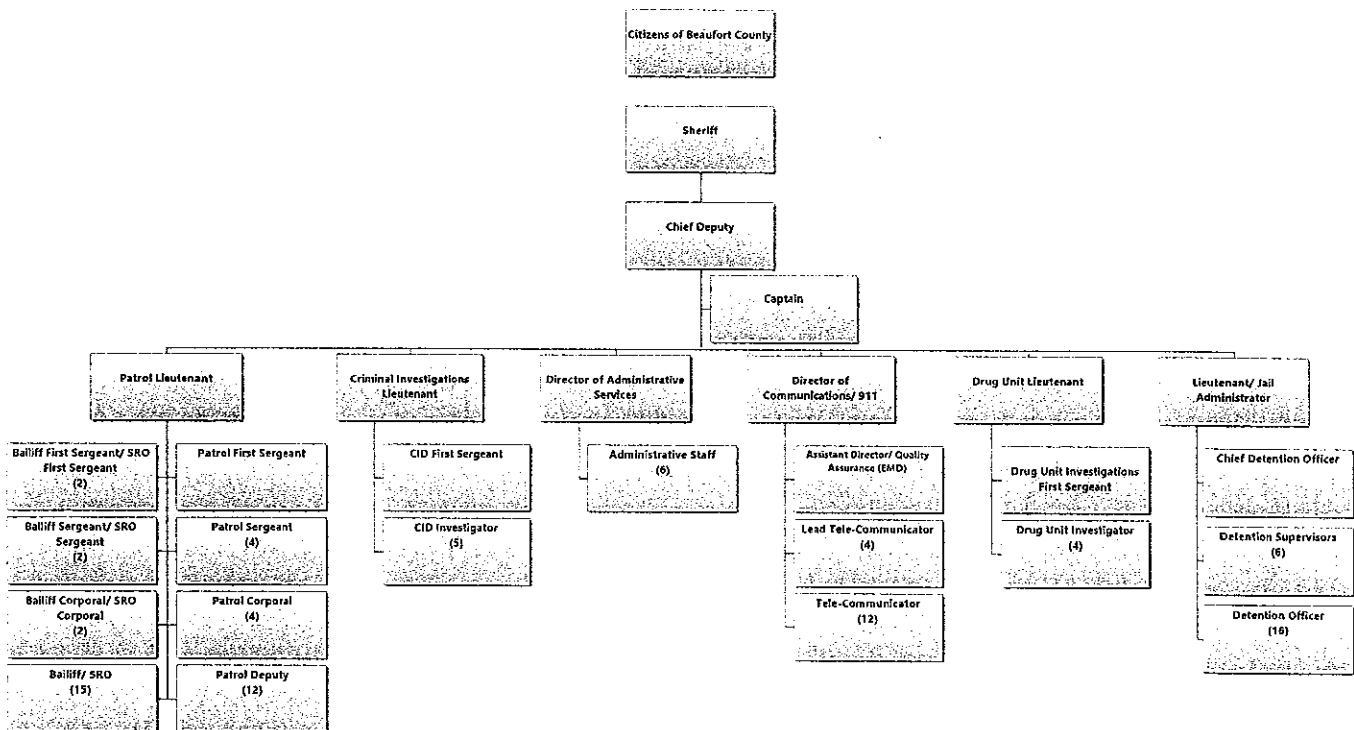 Citizens of Beaufort County
Sheriff
Chief Deputy
Captain
Patrol Lieutenant
Criminal Investigations
Lieutenant
Director of Administrative
Services
Director of
Communications/ 911
Drug Unit Lieutenant
Lieutenant/ Jail
Administrator
Bailiff First Sergeant/ SRO
First Sergeant
(2)
Patrol First Sergeant
Bailiff Sergeant/ SRO
Sergeant
(2)
Patrol Sergeant
(4)
Bailiff Corporal/ SRO
Corporal
(2)
Patrol Corporal
(4)
Bailiff/ SRO
(15)
Patrol Deputy
(12)
CID First Sergeant
CID Investigator
(5)
Administrative Staff
(6)
Assistant Director/ Quality
Assurance (EMD)
Lead Tele-Communicator
(4)
Tele-Communicator
(12)
Drug Unit Investigations
First Sergeant
Drug Unit Investigator
(4)
Chief Detention Officer
Detention Supervisors
(6)
Detention Officer
(16)